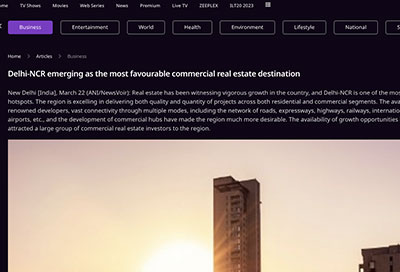 ome TV Shows Movies Web Series News Premium Live TV ZEEPLEX ILT20 2023
Business Entertainment World Health Environment Lifestyle National S
Home > Articles > Business
Delhi-NCR emerging as the most favourable commercial real estate destination
New Delhi [India], March 22 (ANI/NewsVoir): Real estate has been witnessing vigorous growth in the country, and Delhi-NCR is one of the mos
hotspots. The region is excelling in delivering both quality and quantity of projects across both residential and commercial segments. The ava
renowned developers, vast connectivity through multiple modes, including the network of roads, expressways, highways, railways, internatio
airports, etc., and the development of commercial hubs have made the region much more desirable. The availability of growth opportunities
attracted a large group of commercial real estate investors to the region.